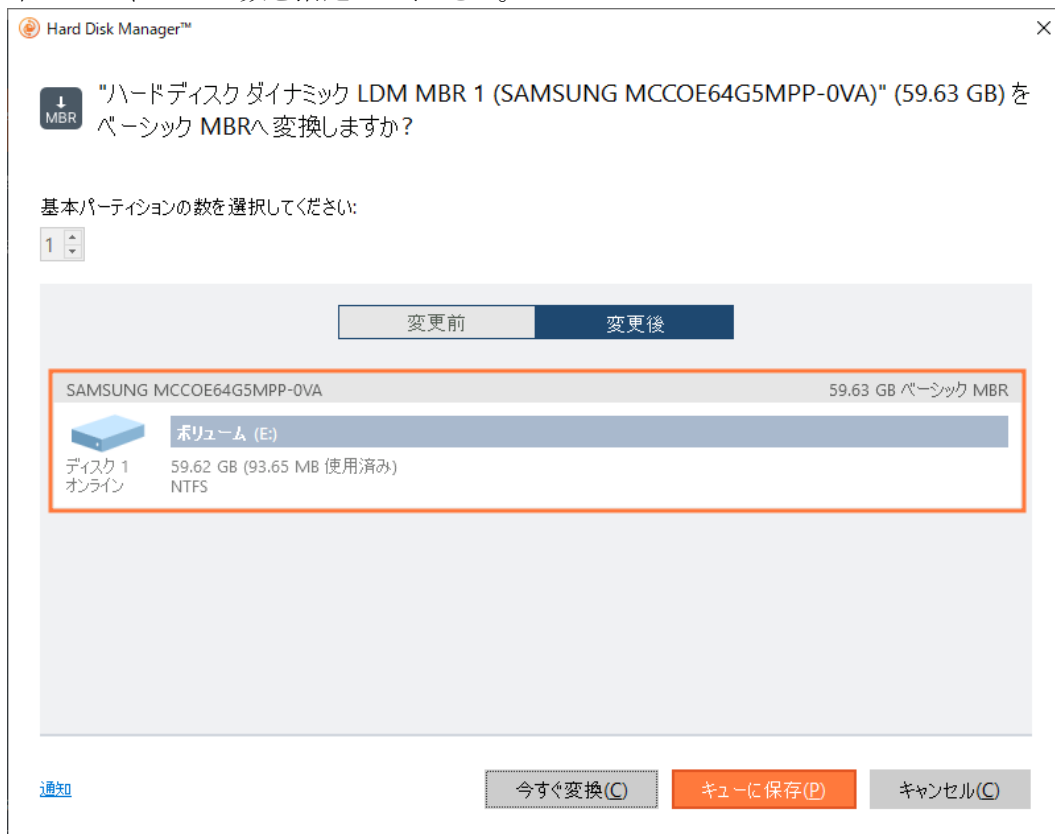 Hard Disk Manager™
"ハードディスク ダイナミック LDM MBR 1 (SAMSUNG MCCOE64G5MPP-0VA)" (59.63 GB) を
ベーシック MBRへ変換しますか?
MBR
基本パーティションの数を選択してください:
1
変更前 変更後
SAMSUNG MCCOE64G5MPP-0VA 59.63 GB ベーシック MBR
ボリューム (E:)
ディスク 1 59.62 GB (93.65 MB 使用済み)
オンライン NTFS
通知 今すぐ変換(C) キューに保存(P) キャンセル(C)